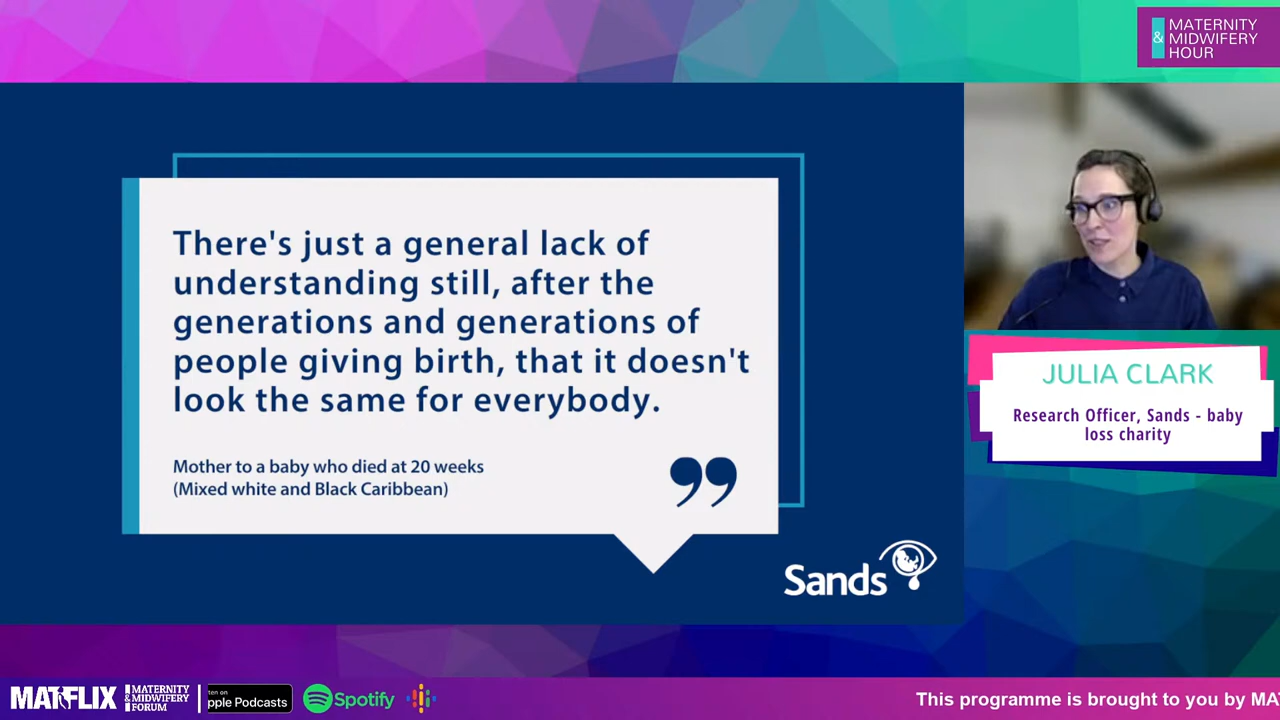 MATERNITY
& MIDWIFERY
HOUR
There's just a general lack of
understanding still, after the
generations and generations of
people giving birth, that it doesn't
look the same for everybody.
Mother to a baby who died at 20 weeks
(Mixed white and Black Caribbean)
”
Sands
JULIA CLARK
Research Officer, Sands - baby
loss charity
MATFLIX
MATERNITY
& MIDWIFERY
FORUM
ten on
pple Podcasts
Spotify
This programme is brought to you by MA